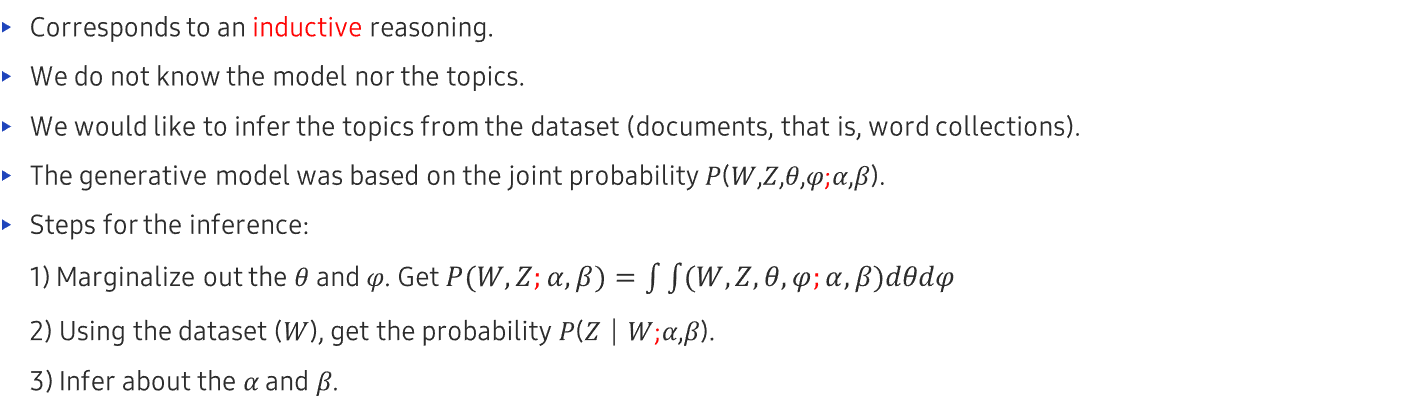 ▶ Corresponds to an inductive reasoning.
▶ We do not know the model nor the topics.
▶ We would like to infer the topics from the dataset (documents, that is, word collections).
▶ The generative model was based on the joint probability P(W,Z,θ,φ;α,β).
▶ Steps for the inference:
1) Marginalize out the θ and φ. Get P(W, Z; α, β) = ∫ ∫(W, Z, θ, φ; α, β)dθdφ
2) Using the dataset (W), get the probability P(Z | W;α,β).
3) Infer about the α and β.